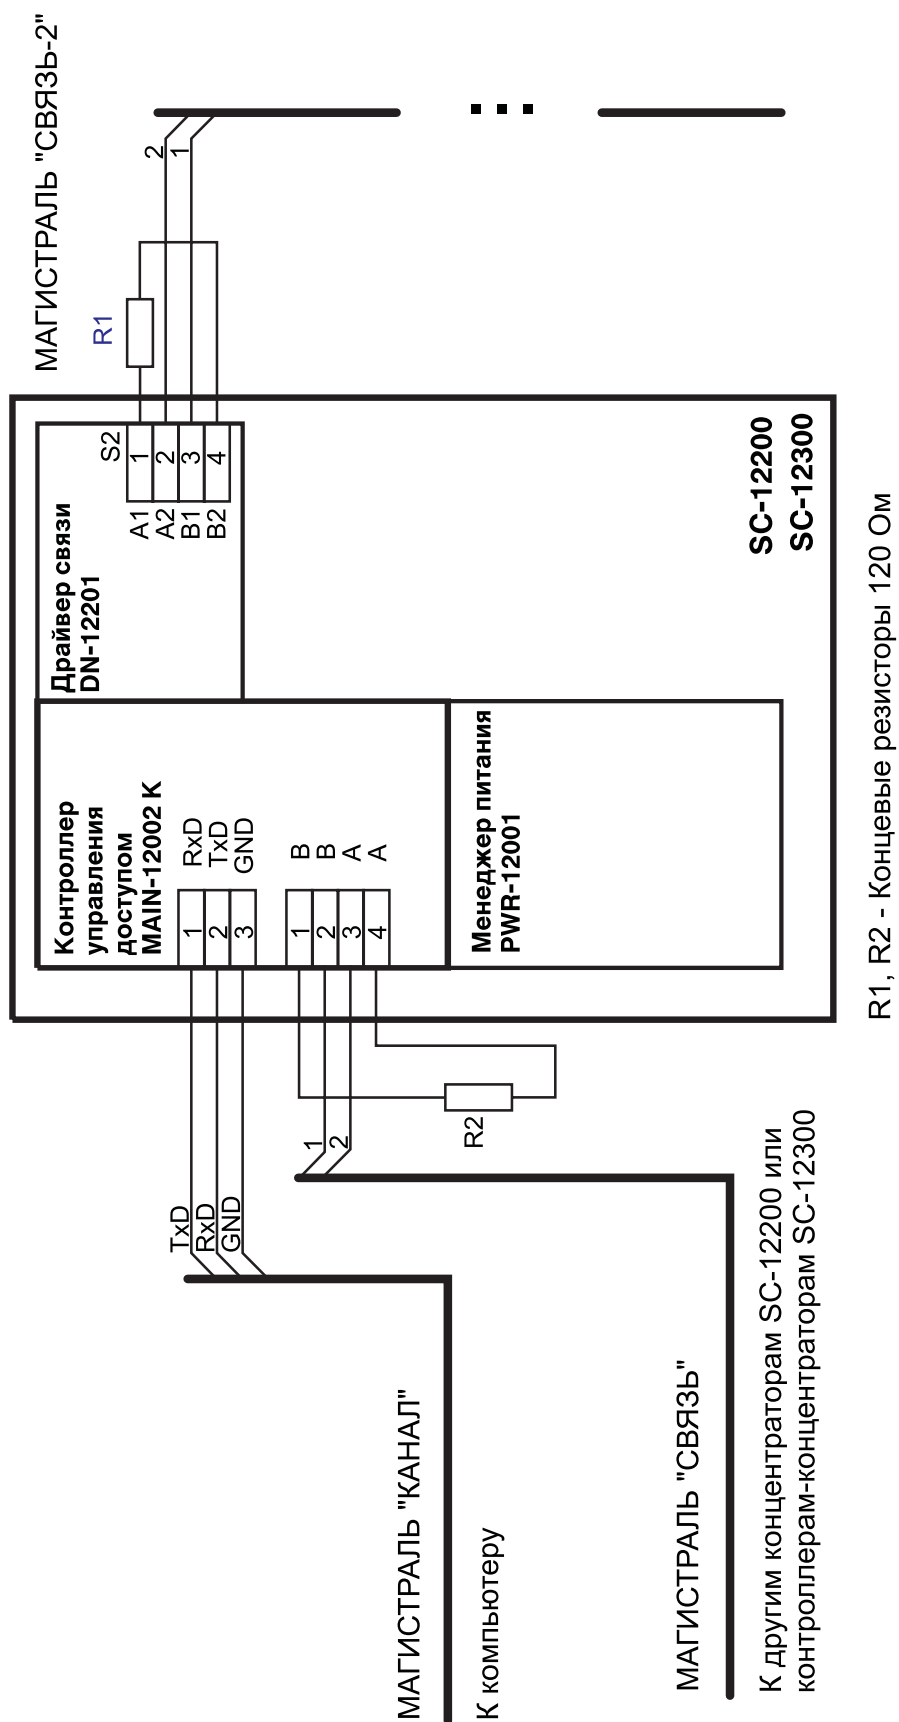 МАГИСТРАЛЬ "КАНАЛ"
К компьютеру
МАГИСТРАЛЬ "СВЯЗЬ"
К другим концентраторам SC-12200 или
контроллерам-концентраторам SC-12300
TxD
RxD
GND
1
2
R2
Контроллер
управления
доступом
MAIN-12002 K
1 RxD
2 TxD
3 GND
1 B
2 B
3 A
4 A
Менеджер питания
PWR-12001
Драйвер связи
DN-12201
S2
A1 1
A2 2
B1 3
B2 4
SC-12200
SC-12300
R1
2
1
МАГИСТРАЛЬ "СВЯЗЬ-2"
R1, R2 - Концевые резисторы 120 Ом